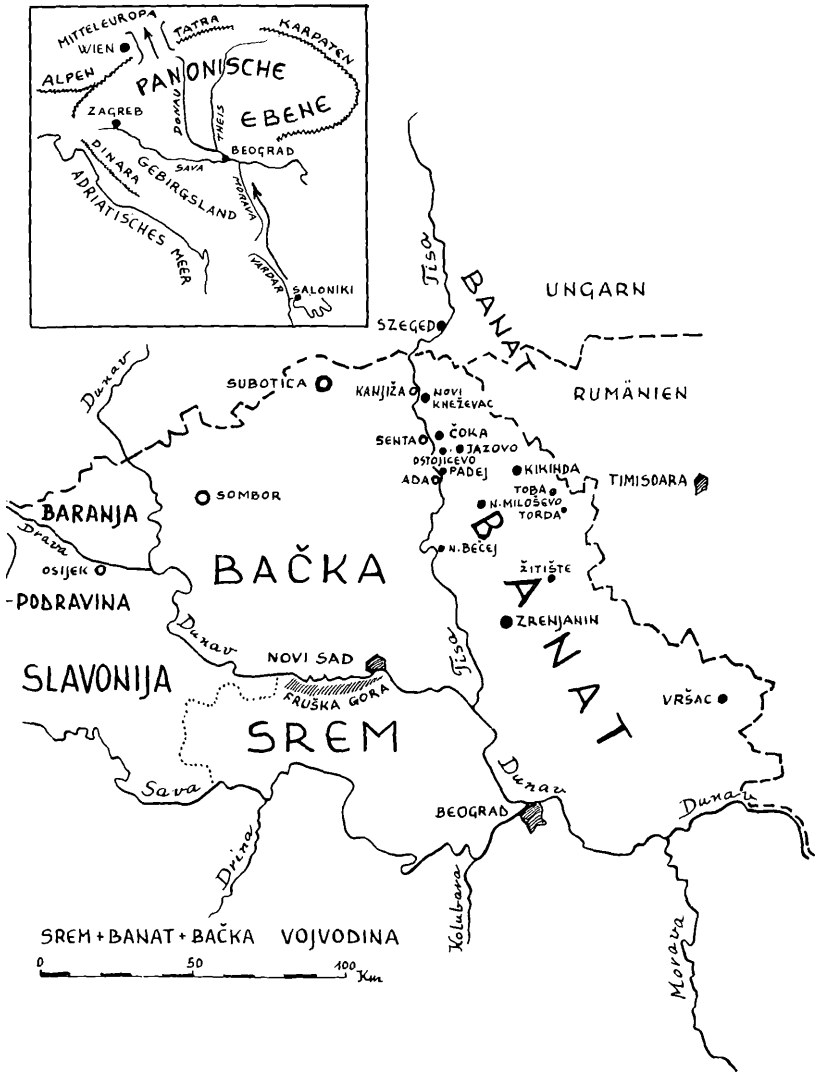 MITTELEUROPA
TATRA
KARPATEN
WIEN
ALPEN
PANONISCHE
EBENE
DONAU
THEIS
ZAGREB
BEOGRAD
DINARA
SAVA
GEBIRGSLAND
MORAVA
ADRIATISCHES MEER
VARDAR
SALONIKI
Tisa
BANAT
UNGARN
SZEGED
Dunav
SUBOTICA
KANJIŽA
NOVI
KNEŽEVAC
RUMÄNIEN
SENTA
ČOKA
JAZOVO
OSTOJIĆEVO
PADEJ
ADA
KIKINDA
TIMISOARA
TOBA
N. MILOŠEVO
TORDA
SOMBOR
BARANJA
Drava
OSIJEK
BAČKA
N. BEČEJ
BANAT
ŽITIŠTE
-PODRAVINA
ZRENJANIN
Dunav
NOVI SAD
Tisa
SLAVONIJA
FRUŠKA GORA
VRŠAC
SREM
Sava
Dunav
BEOGRAD
Dunav
Drina
Kolubara
Morava
SREM + BANAT + BAČKA VOJVODINA
0 50 100 Km